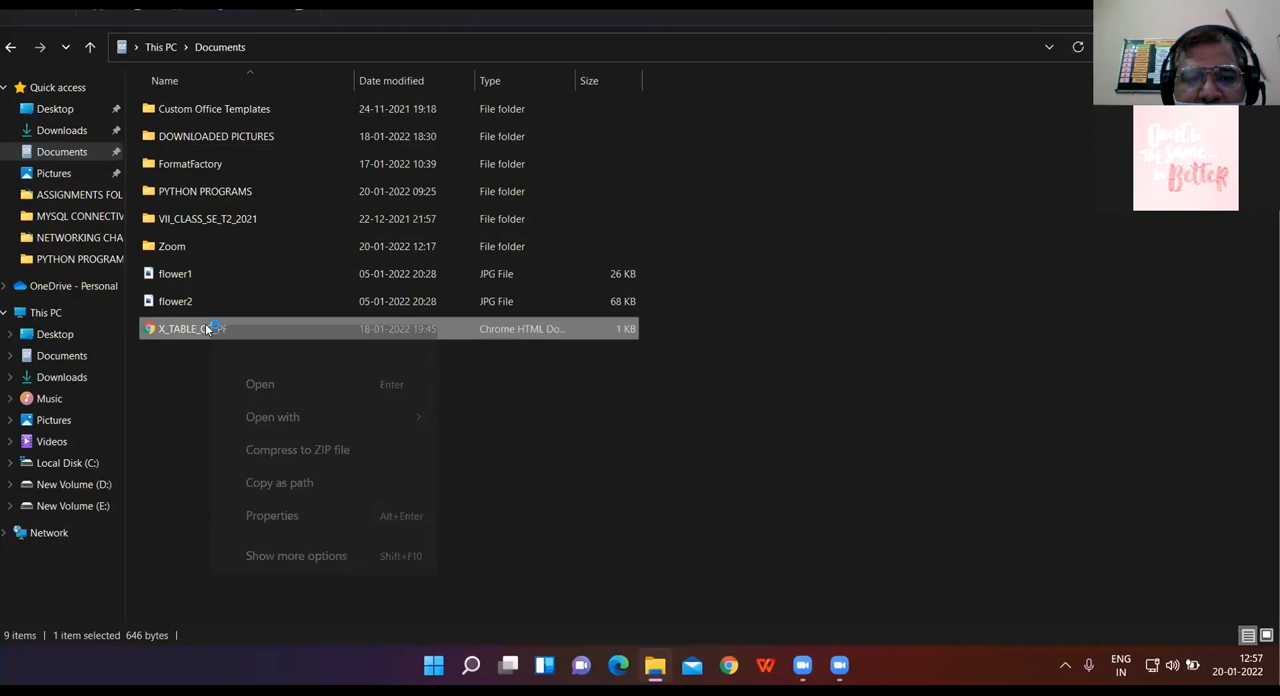 This PC > Documents
Name Date modified Type Size
Quick access
Desktop
Downloads
Documents
Pictures
ASSIGNMENTS FOL
MYSQL CONNECTIV
NETWORKING CHA
PYTHON PROGRAM
OneDrive - Personal
This PC
Desktop
Documents
Downloads
Music
Pictures
Videos
Local Disk (C:)
New Volume (D:)
New Volume (E:)
Network
Custom Office Templates 24-11-2021 19:18 File folder
DOWNLOADED PICTURES 18-01-2022 18:30 File folder
FormatFactory 17-01-2022 10:39 File folder
PYTHON PROGRAMS 20-01-2022 09:25 File folder
VII_CLASS_SE_T2_2021 22-12-2021 21:57 File folder
Zoom 20-01-2022 12:17 File folder
flower1 05-01-2022 20:28 JPG File 26 KB
flower2 05-01-2022 20:28 JPG File 68 KB
18-01-2022 19:45 Chrome HTML Do... 1 KB
Open Enter
Open with
Compress to ZIP file
Copy as path
Properties Alt+Enter
Show more options Shift+F10
Don't be
THE same...
be
BeTTeR
9 items 1 item selected 646 bytes
ENG
IN
12:57
20-01-2022